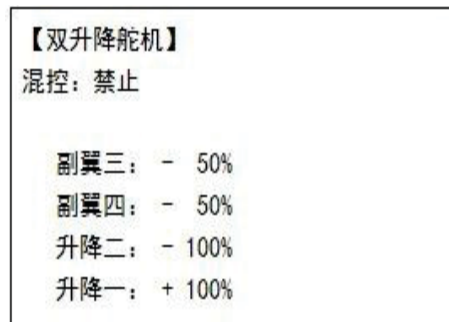 【双升降舵机】
混控：禁止
副翼三： - 50%
副翼四： - 50%
升降二： - 100%
升降一： + 100%